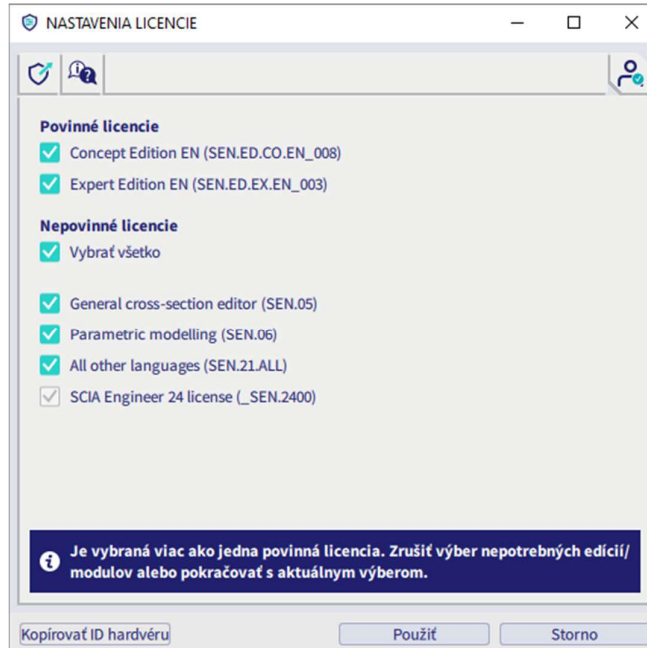 NASTAVENIA LICENCIE
Povinné licencie
Concept Edition EN (SEN.ED.CO.EN_008)
Expert Edition EN (SEN.ED.EX.EN_003)
Nepovinné licencie
Vybrať všetko
General cross-section editor (SEN.05)
Parametric modelling (SEN.06)
All other languages (SEN.21.ALL)
SCIA Engineer 24 license (_SEN.2400)
Je vybraná viac ako jedna povinná licencia. Zrušiť výber nepotrebných edícií/
modulov alebo pokračovať s aktuálnym výberom.
Kopírovať ID hardvéru
Použiť
Storno